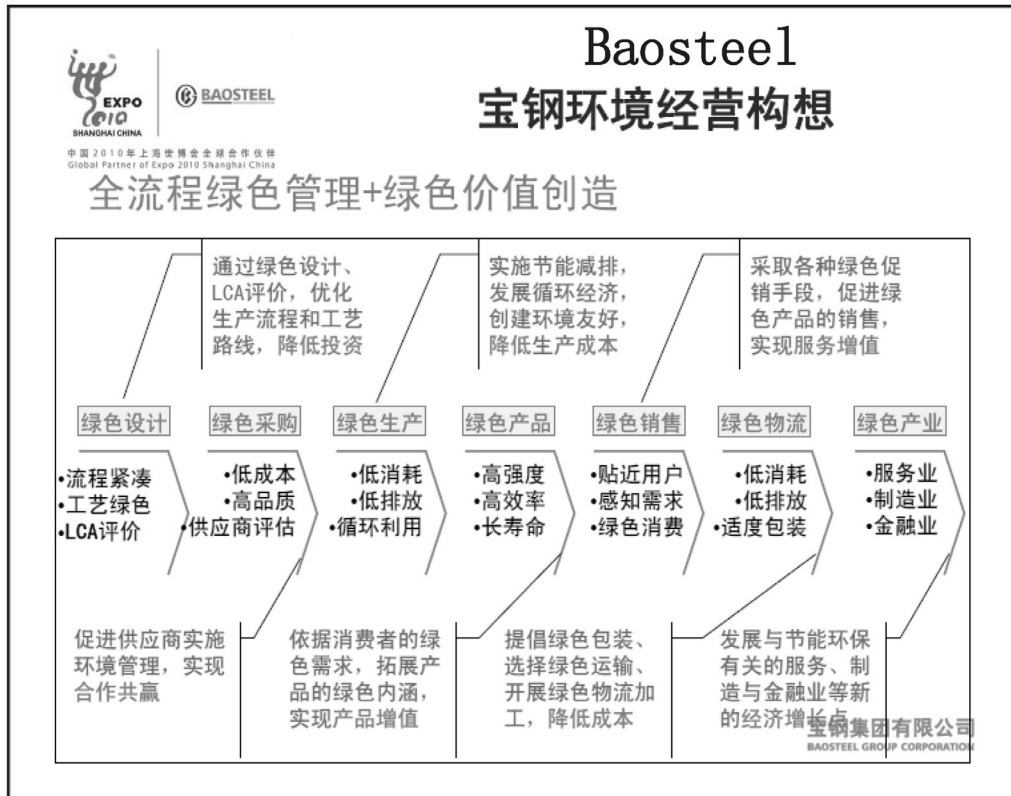 Baosteel
宝钢环境经营构想
EXPO
2010
SHANGHAI CHINA
BAOSTEEL
中国2010年上海世博会全球合作伙伴
Global Partner of Expo 2010 Shanghai China
全流程绿色管理+绿色价值创造
通过绿色设计、
LCA评价，优化
生产流程和工艺
路线，降低投资
实施节能减排，
发展循环经济，
创建环境友好，
降低生产成本
采取各种绿色促
销手段，促进绿
色产品的销售，
实现服务增值
绿色设计
绿色采购
绿色生产
绿色产品
绿色销售
绿色物流
绿色产业
•流程紧凑
•工艺绿色
•LCA评价
•低成本
•高品质
•供应商评估
•低消耗
•低排放
•循环利用
•高强度
•高效率
•长寿命
•贴近用户
•感知需求
•绿色消费
•低消耗
•低排放
•适度包装
•服务业
•制造业
•金融业
促进供应商实施
环境管理，实现
合作共赢
依据消费者的绿
色需求，拓展产
品的绿色内涵，
实现产品增值
提倡绿色包装、
选择绿色运输、
开展绿色物流加
工，降低成本
发展与节能环保
有关的服务、制
造与金融业等新
的经济增长点
宝钢集团有限公司
BAOSTEEL GROUP CORPORATION